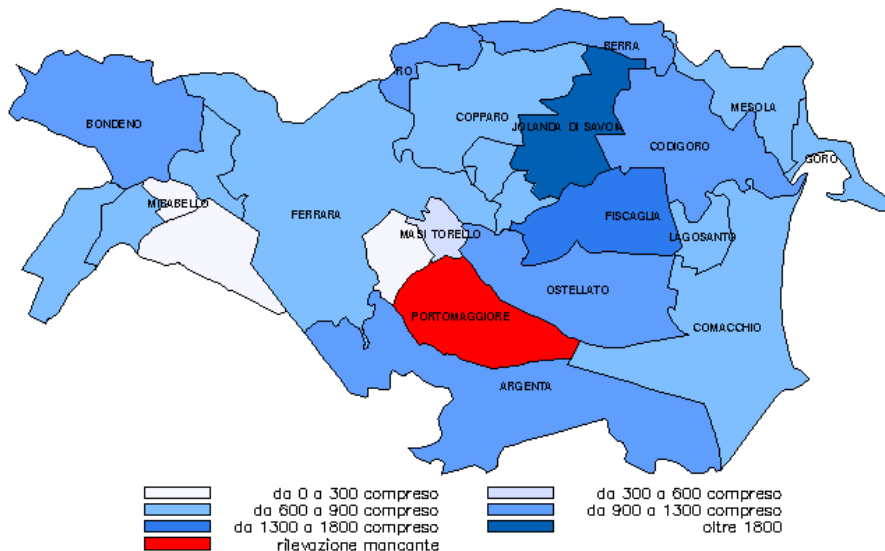 BERRA
RO
BONDENO
MESOLA
COPPARO
JOLANDA DI SAVOIA
CODIGORO
GORO
MIRABELLO
FERRARA
FISCAGLIA
MASI TORELLO
LAGOSANTO
OSTELLATO
PORTOMAGGIORE
COMACCHIO
ARGENTA
da 0 a 300 compreso
da 300 a 600 compreso
da 600 a 900 compreso
da 900 a 1300 compreso
da 1300 a 1800 compreso
oltre 1800
rilevazione mancante